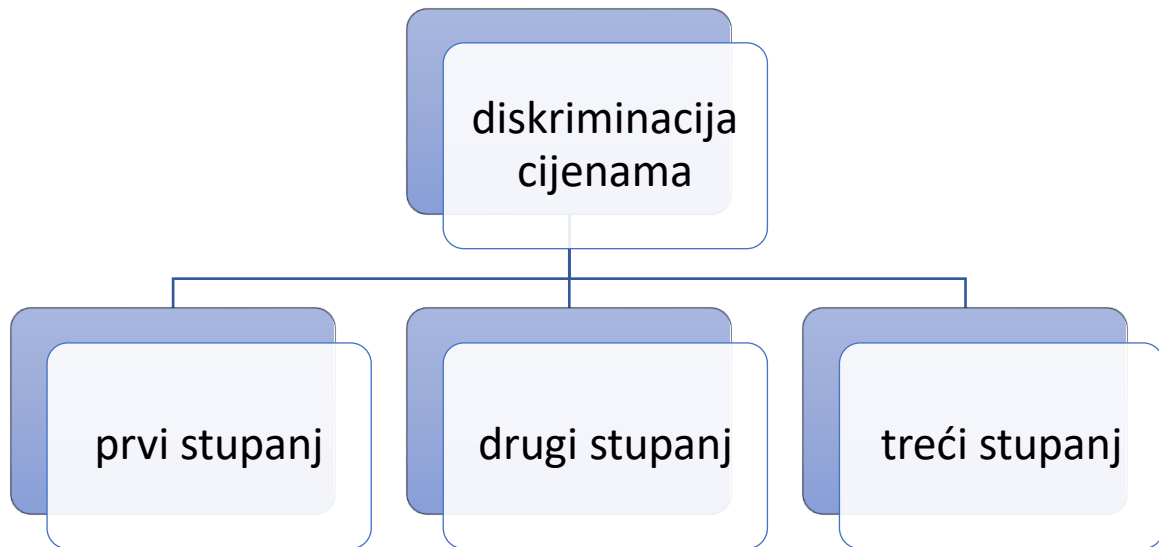 diskriminacija
cijenama
prvi stupanj
drugi stupanj
treći stupanj